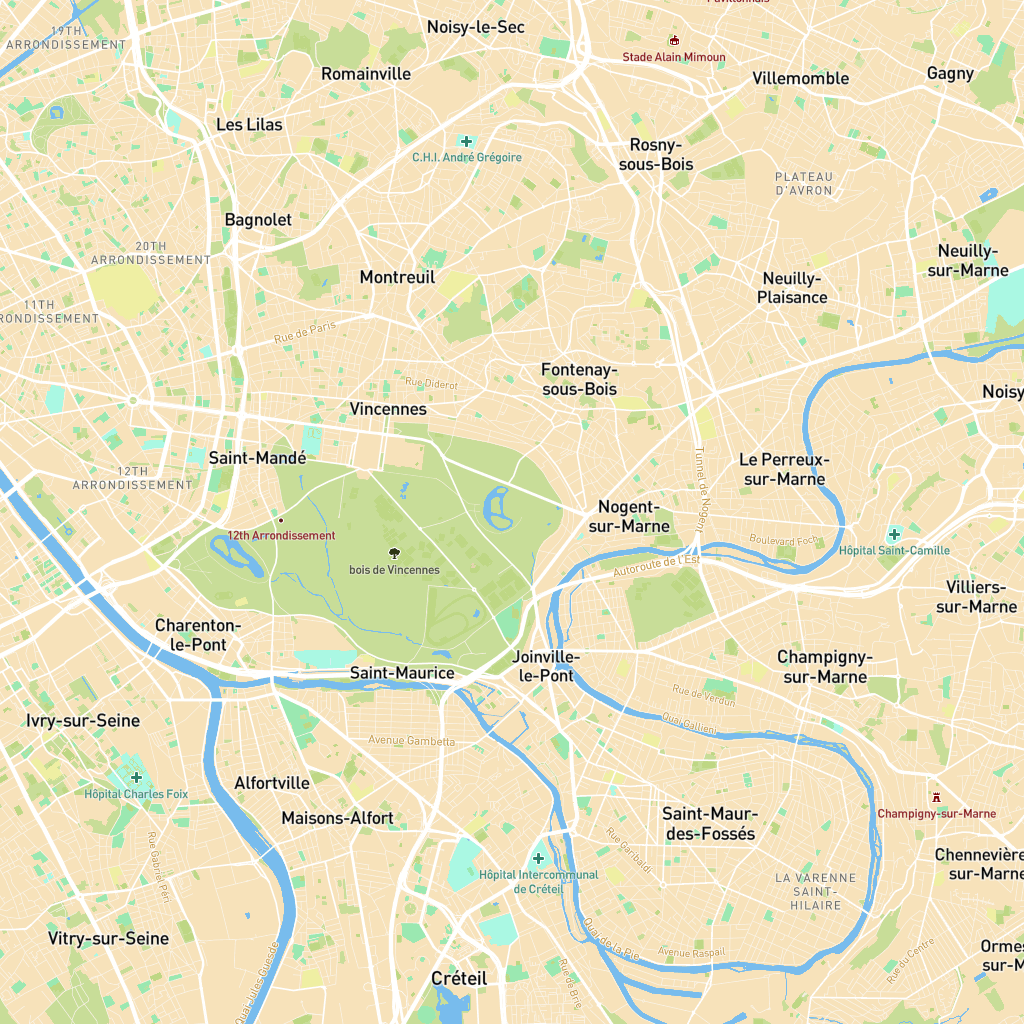 Pavillonnais
Noisy-le-Sec
19TH
ARRONDISSEMENT
Stade Alain Mimoun
Romainville
Villemomble
Gagny
Les Lilas
C.H.I. André Grégoire
Rosny-
sous-Bois
PLATEAU
D'AVRON
Bagnolet
20TH
ARRONDISSEMENT
Montreuil
Neuilly-
sur-Marne
Neuilly-
Plaisance
11TH
RONDISSEMENT
Rue de Paris
Fontenay-
sous-Bois
Rue Diderot
Noisy
Vincennes
Saint-Mandé
12TH
ARRONDISSEMENT
Tunnel de Nogent
Le Perreux-
sur-Marne
Nogent-
sur-Marne
12th Arrondissement
Boulevard Foch
Hôpital Saint-Camille
bois de Vincennes
Autoroute de l'Est
Villiers-
sur-Marne
Charenton-
le-Pont
Joinville-
le-Pont
Saint-Maurice
Champigny-
sur-Marne
Rue de Verdun
Quai Gallieni
Ivry-sur-Seine
Avenue Gambetta
Alfortville
Hôpital Charles Foix
Maisons-Alfort
Saint-Maur-
des-Fossés
Champigny-sur-Marne
Rue Gabriel Péri
Rue Garibaldi
Chennevière
sur-Marne
Hôpital Intercommunal
de Créteil
LA VARENNE
SAINT-
HILAIRE
Vitry-sur-Seine
Quai de la Pie
Avenue Raspail
Rue du Centre
Ormes
sur-M
Quai Jules Guesde
Créteil
Rue de Brie